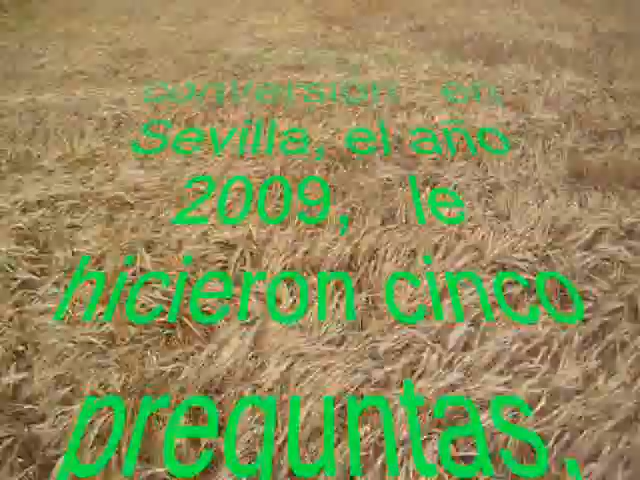 conversión en
Sevilla, el año
2009, le
hicieron cinco
preguntas,